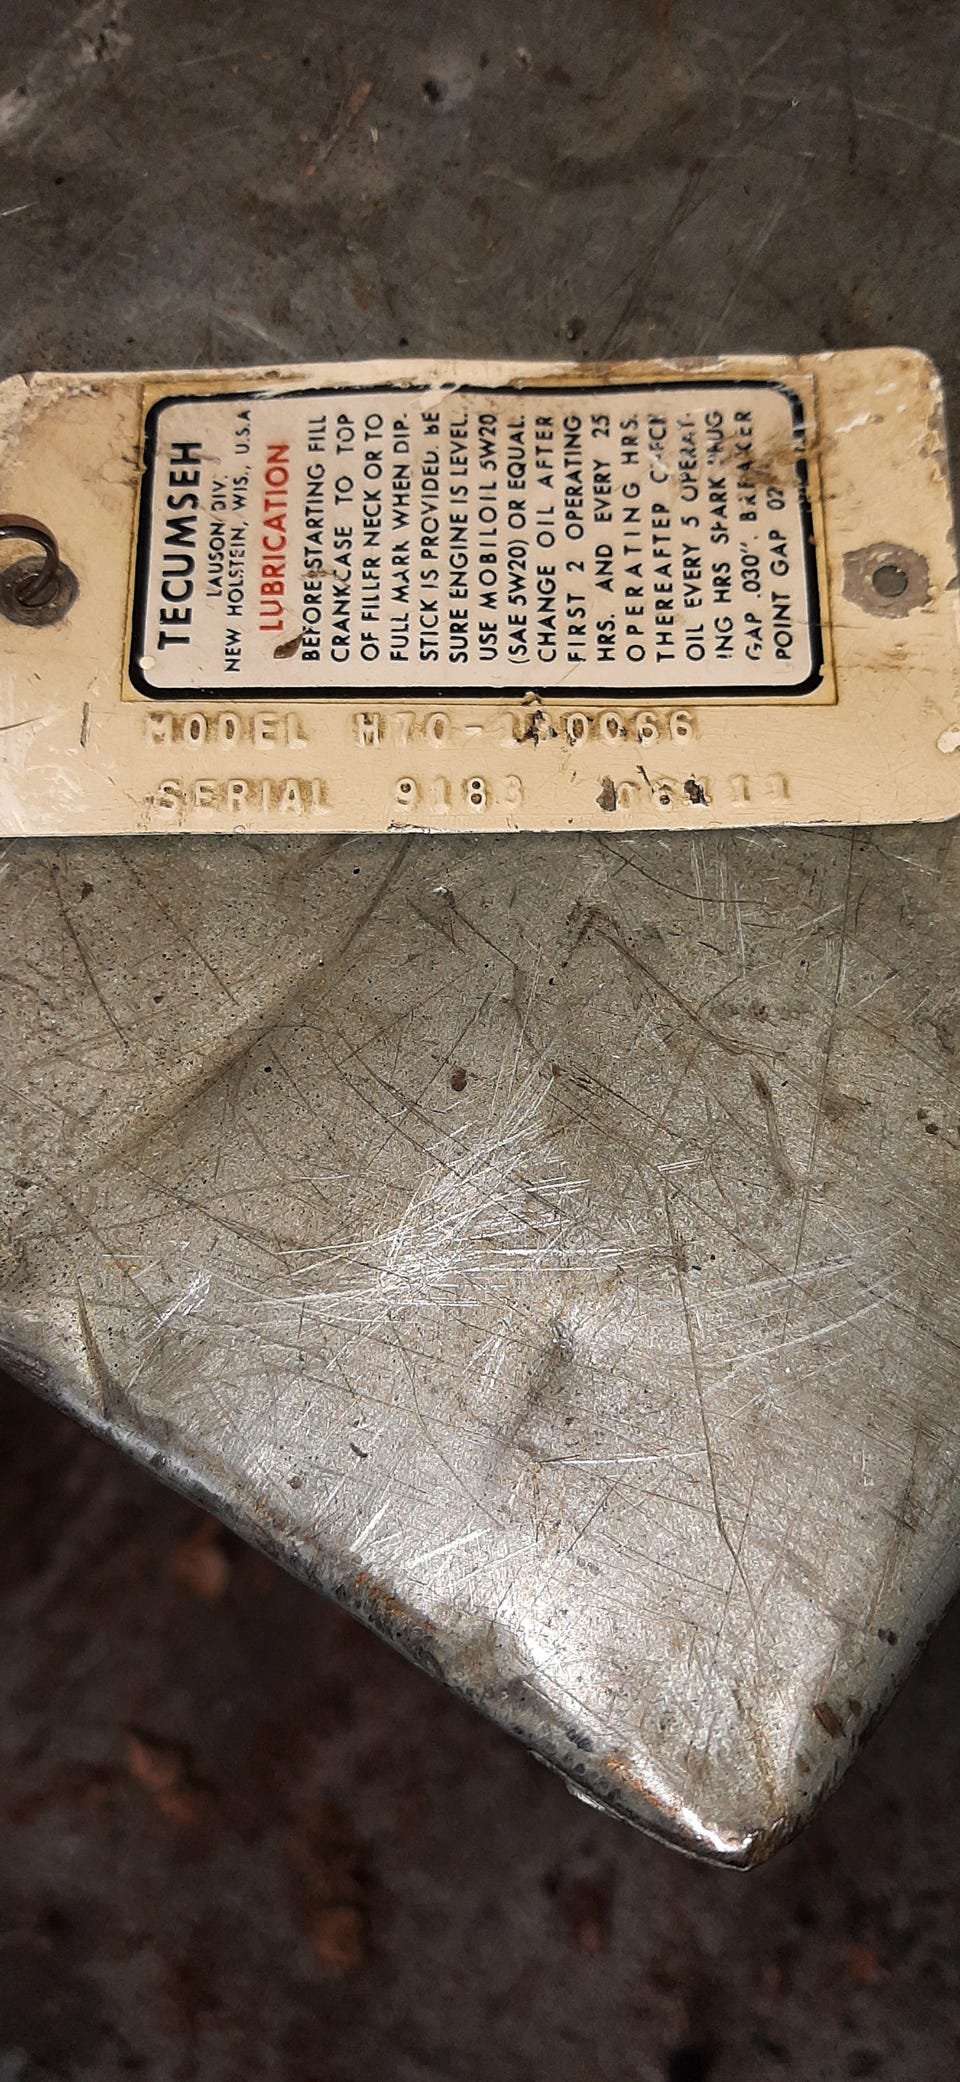 TECUMSEH
LAUSON DIV.
NEW HOLSTEIN, WIS., U.S.A
LUBRICATION
BEFORE STARTING FILL
CRANKCASE TO TOP
OF FILLER NECK OR TO
FULL MARK WHEN DIP.
STICK IS PROVIDED. BE
SURE ENGINE IS LEVEL.
USE MOBILOIL 5W20
(SAE 5W20) OR EQUAL.
CHANGE OIL AFTER
FIRST 2 OPERATING
HRS. AND EVERY 25
OPERATING HRS.
THEREAFTER CHECK
OIL EVERY 5 OPERAT-
ING HRS SPARK PLUG
GAP .030". BREAKER
POINT GAP 02
MODEL
SERIAL 9183